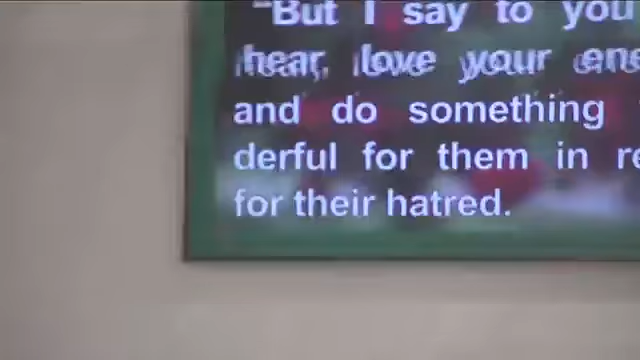 "But I say to you
hear, love your
and do something
derful for them in
for their hatred.